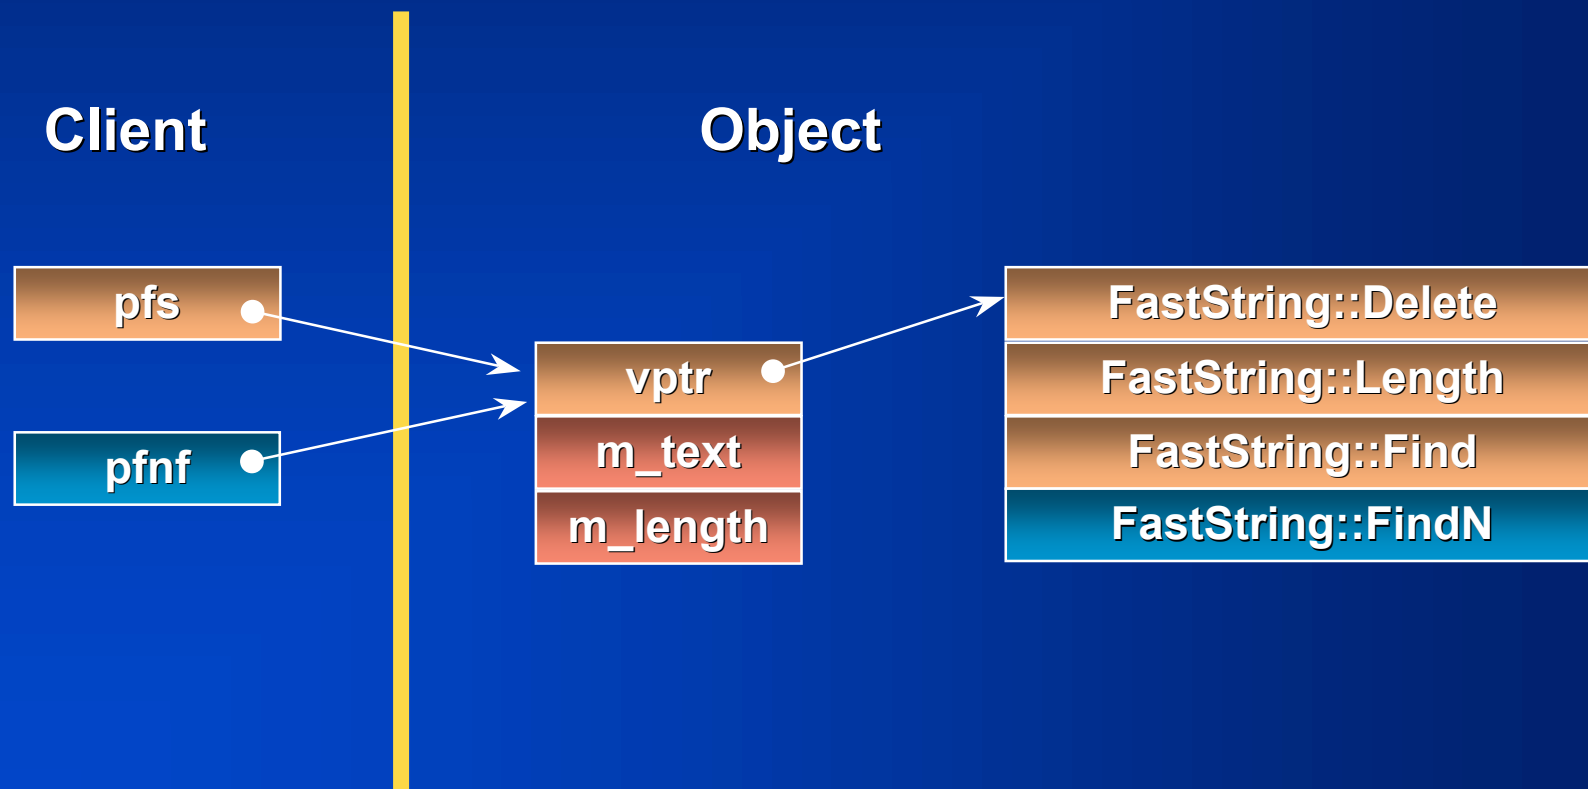 Client
Object
pfs
pfnf
vptr
m_text
m_length
FastString::Delete
FastString::Length
FastString::Find
FastString::FindN